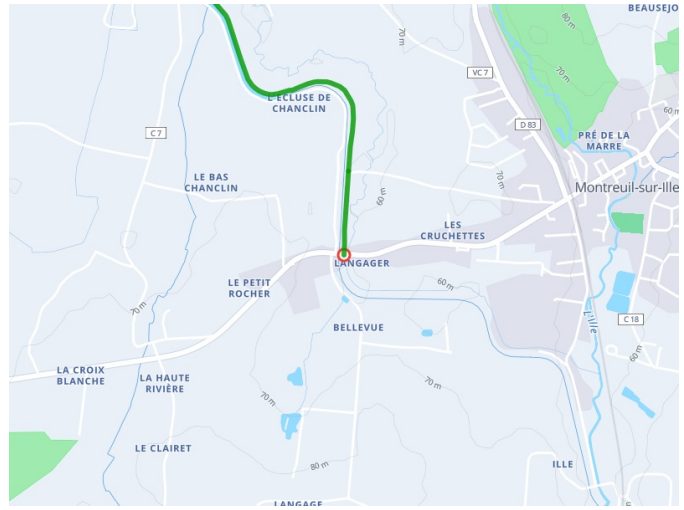 BEAUSEJO
80 m
70 m
70 m
VC 7
60 m
L'ECLUSE DE
CHANCLIN
D 83
C 7
PRÉ DE LA
MARRE
LE BAS
CHANCLIN
70 m
60 m
Montreuil-sur-Ille
LES
CRUCHETTES
LANGAGER
LE PETIT
ROCHER
60 m
70 m
BELLEVUE
L'Ille
C 18
60 m
LA CROIX
BLANCHE
LA HAUTE
RIVIÈRE
70 m
70 m
LE CLAIRET
80 m
ILLE
LANGAGE